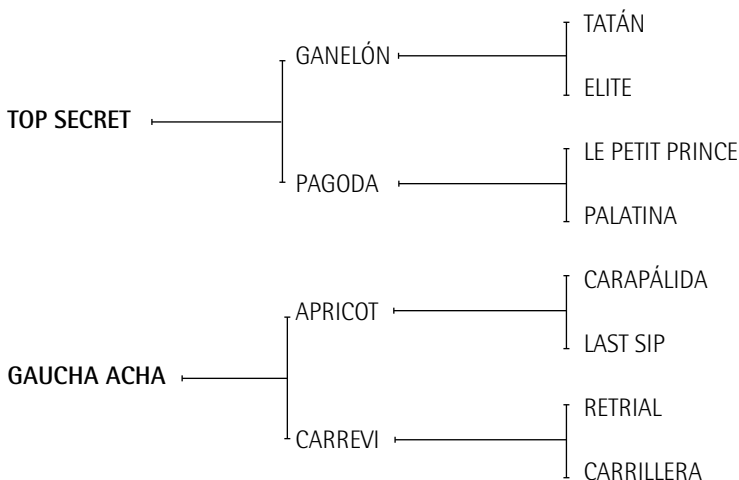 TATÁN
GANELÓN
ELITE
TOP SECRET
LE PETIT PRINCE
PAGODA
PALATINA
CARAPÁLIDA
APRICOT
LAST SIP
GAUCHA ACHA
RETRIAL
CARREVI
CARRILLERA